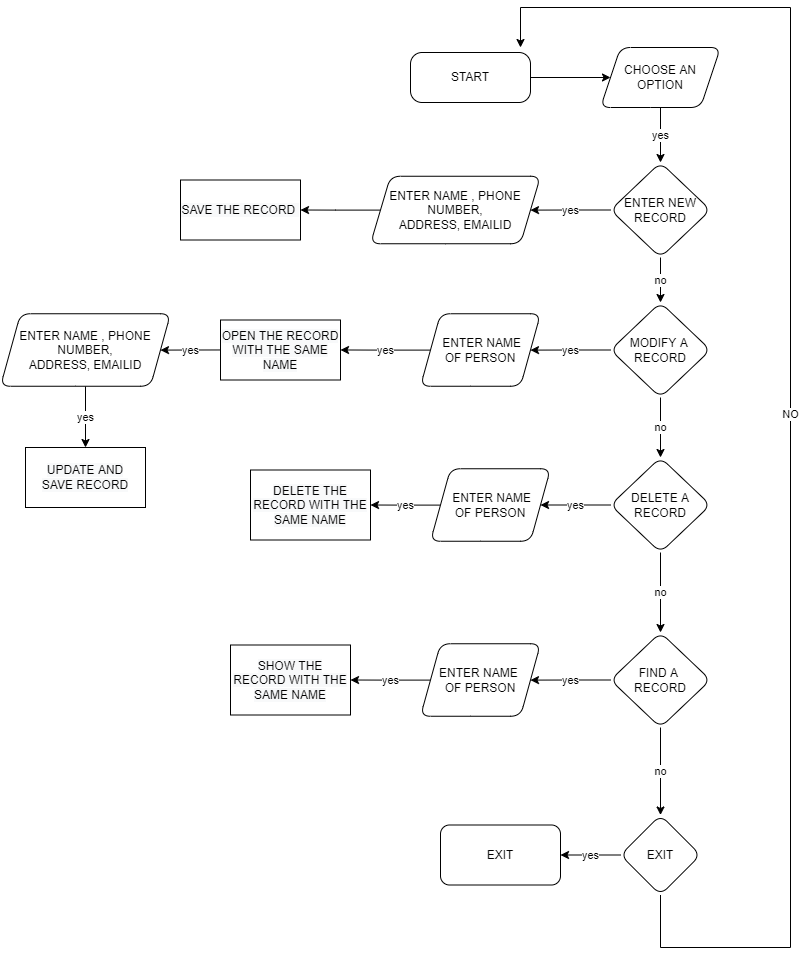 START
CHOOSE AN
OPTION
yes
SAVE THE RECORD
ENTER NAME , PHONE
NUMBER,
ADDRESS, EMAILID
yes
ENTER NEW
RECORD
no
ENTER NAME , PHONE
NUMBER,
ADDRESS, EMAILID
yes
OPEN THE RECORD
WITH THE SAME
NAME
yes
ENTER NAME
OF PERSON
yes
MODIFY A
RECORD
NO
yes
no
UPDATE AND
SAVE RECORD
DELETE THE
RECORD WITH THE
SAME NAME
yes
ENTER NAME
OF PERSON
yes
DELETE A
RECORD
no
SHOW THE
RECORD WITH THE
SAME NAME
yes
ENTER NAME
OF PERSON
yes
FIND A
RECORD
no
EXIT
yes
EXIT